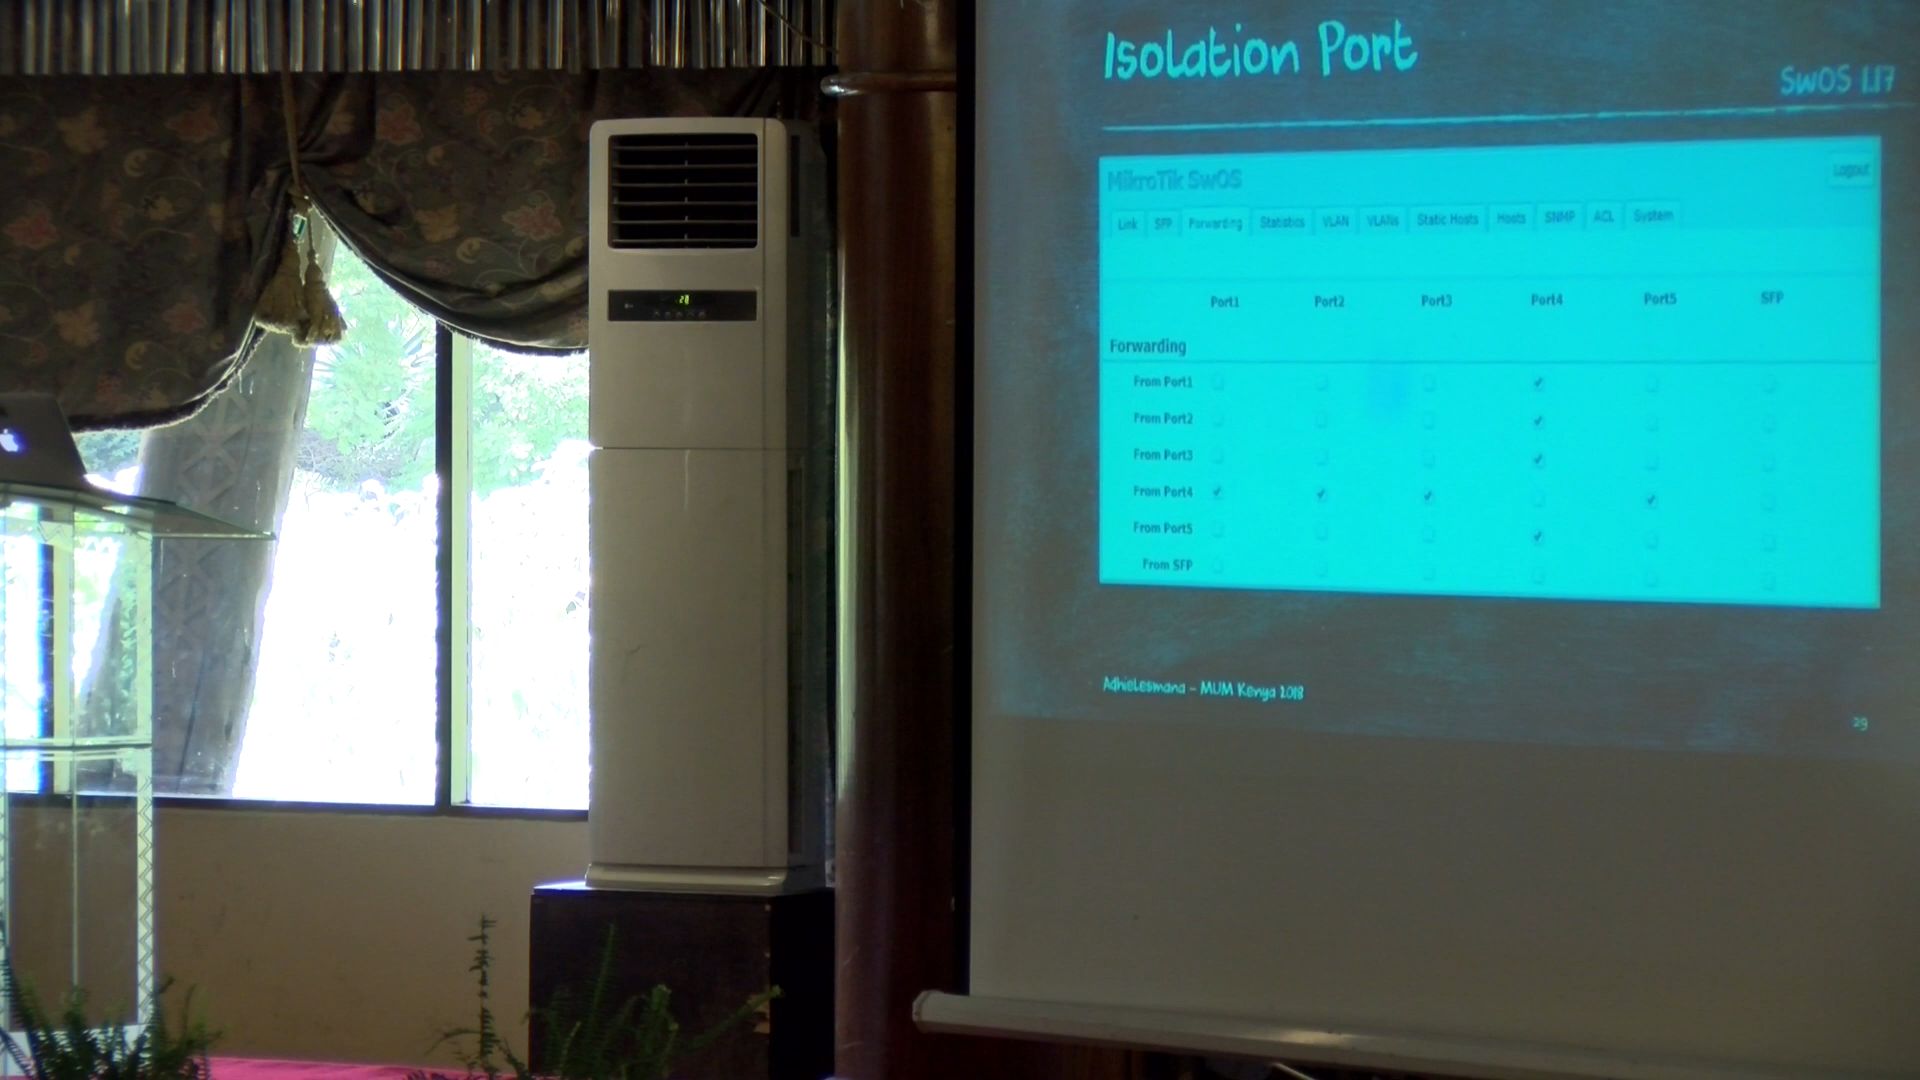 Isolation Port
SwOS 1.17
MikroTik SwOS
Logout
Link SFP Forwarding Statistics VLAN VLANs Static Hosts Hosts SNMP ACL System
Port1 Port2 Port3 Port4 Port5 SFP
Forwarding
From Port1
From Port2
From Port3
From Port4
From Port5
From SFP
AdhieLesmana - MUM Kenya 2018
29
28